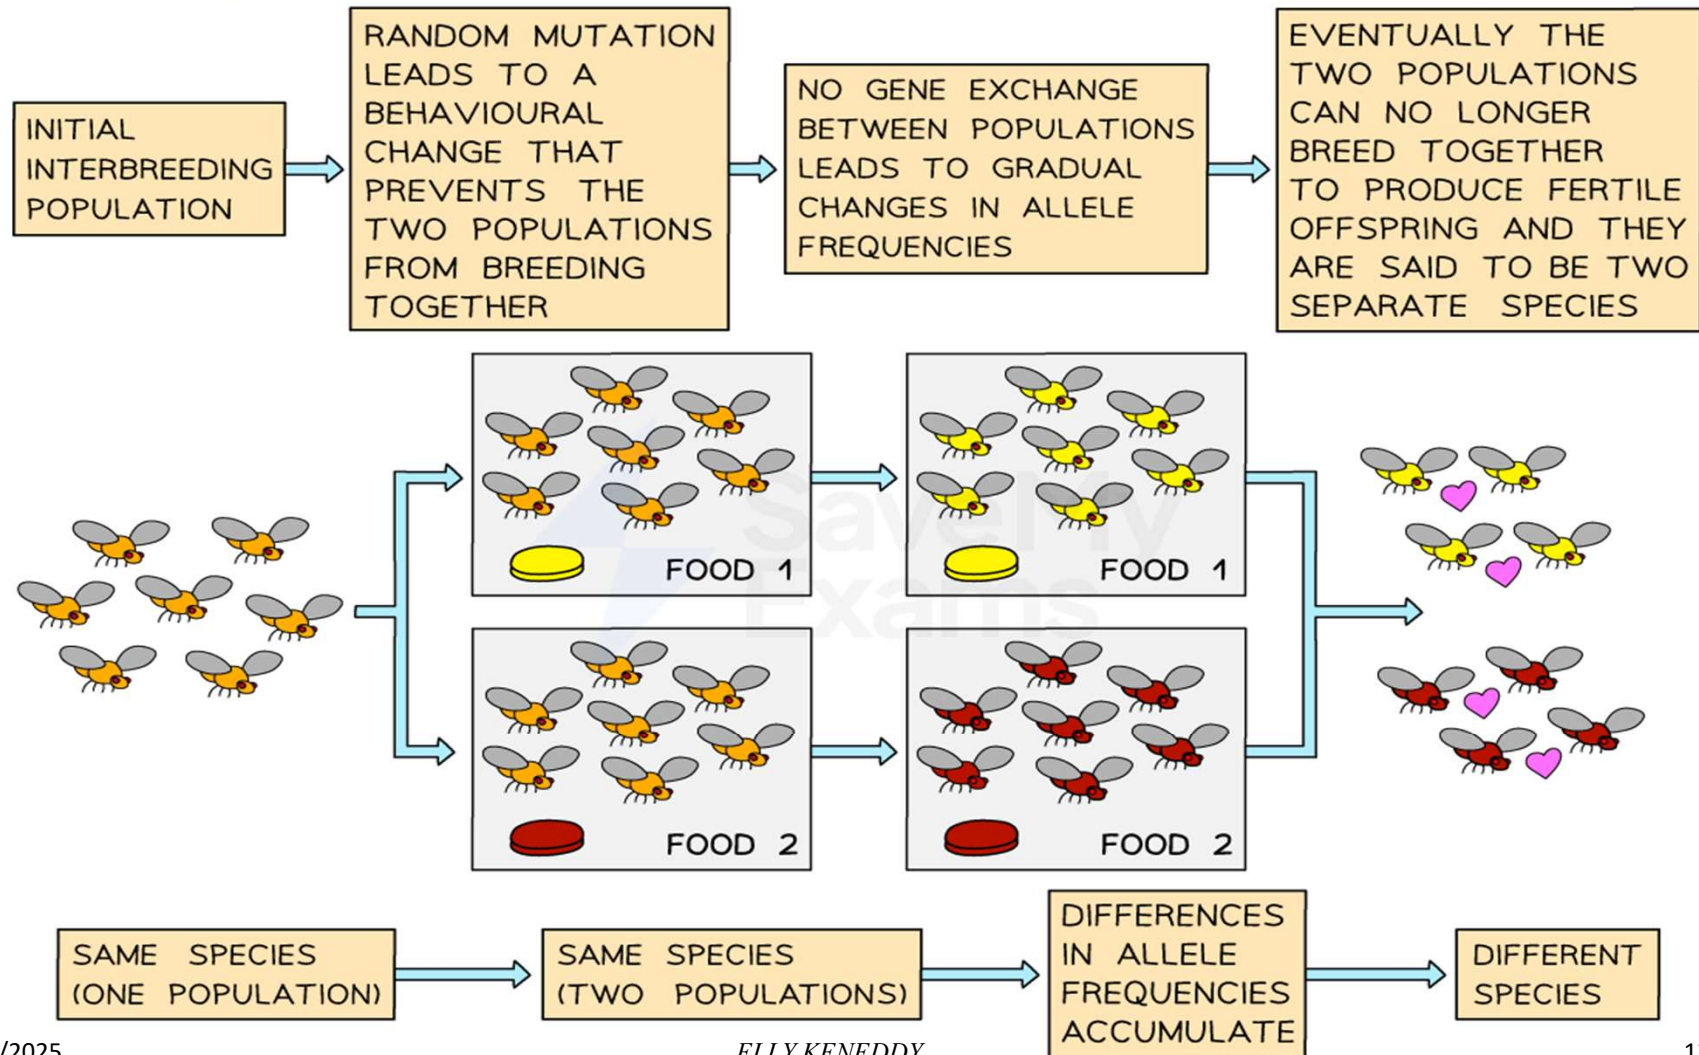 INITIAL
INTERBREEDING
POPULATION
RANDOM MUTATION
LEADS TO A
BEHAVIOURAL
CHANGE THAT
PREVENTS THE
TWO POPULATIONS
FROM BREEDING
TOGETHER
NO GENE EXCHANGE
BETWEEN POPULATIONS
LEADS TO GRADUAL
CHANGES IN ALLELE
FREQUENCIES
EVENTUALLY THE
TWO POPULATIONS
CAN NO LONGER
BREED TOGETHER
TO PRODUCE FERTILE
OFFSPRING AND THEY
ARE SAID TO BE TWO
SEPARATE SPECIES
FOOD 1
FOOD 1
SaveMy
Exams
FOOD 2
FOOD 2
SAME SPECIES
(ONE POPULATION)
SAME SPECIES
(TWO POPULATIONS)
DIFFERENCES
IN ALLELE
FREQUENCIES
ACCUMULATE
DIFFERENT
SPECIES
/2025
ELLY KENEDDY